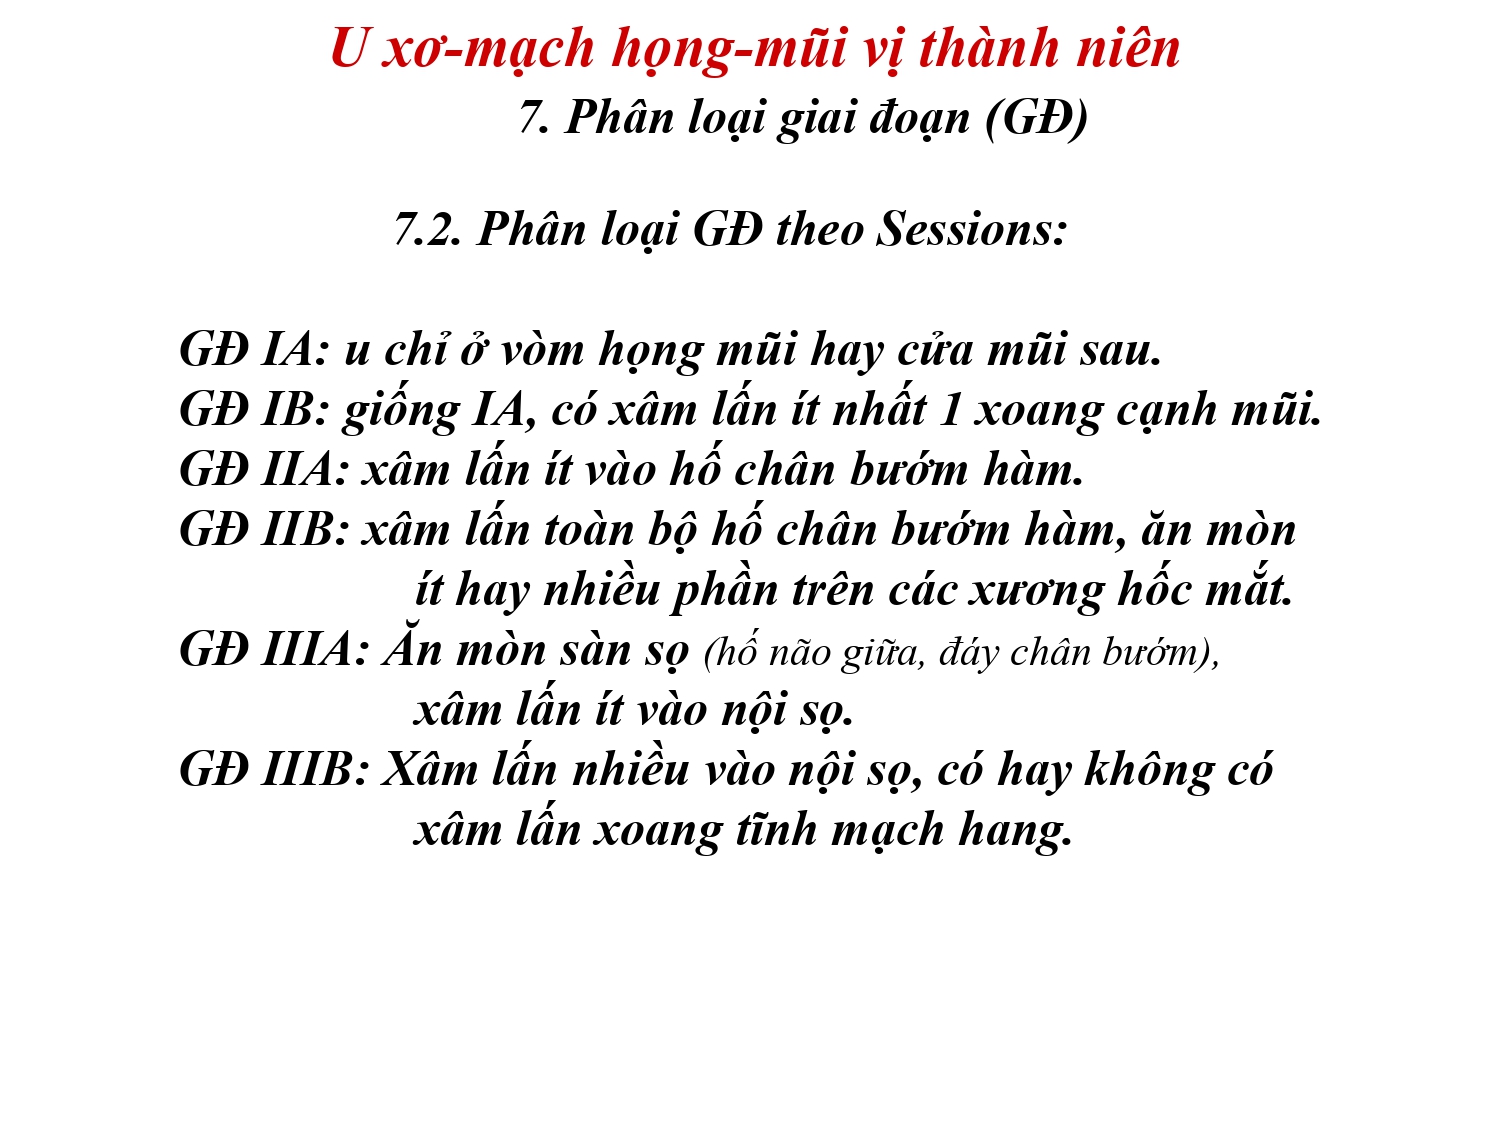 U xơ-mạch họng-mũi vị thành niên
7. Phân loại giai đoạn (GĐ)
7.2. Phân loại GĐ theo Sessions:
GĐ IA: u chỉ ở vòm họng mũi hay cửa mũi sau.
GĐ IB: giống IA, có xâm lấn ít nhất 1 xoang cạnh mũi.
GĐ IIA: xâm lấn ít vào hố chân bướm hàm.
GĐ IIB: xâm lấn toàn bộ hố chân bướm hàm, ăn mòn
ít hay nhiều phần trên các xương hốc mắt.
GĐ IIIA: Ăn mòn sàn sọ (hố não giữa, đáy chân bướm),
xâm lấn ít vào nội sọ.
GĐ IIIB: Xâm lấn nhiều vào nội sọ, có hay không có
xâm lấn xoang tĩnh mạch hang.